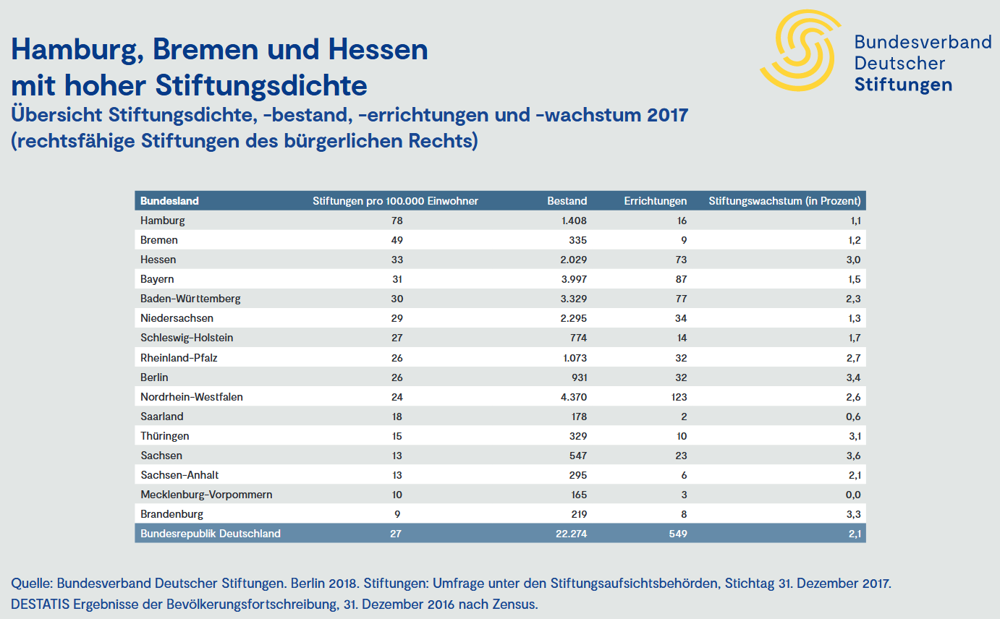 Hamburg, Bremen und Hessen
mit hoher Stiftungsdichte
Übersicht Stiftungsdichte, -bestand, -errichtungen und -wachstum 2017
(rechtsfähige Stiftungen des bürgerlichen Rechts)
Bundesverband
Deutscher
Stiftungen
Bundesland Stiftungen pro 100.000 Einwohner Bestand Errichtungen Stiftungswachstum (in Prozent)
Hamburg 78 1.408 16 1,1
Bremen 49 335 9 1,2
Hessen 33 2.029 73 3,0
Bayern 31 3.997 87 1,5
Baden-Württemberg 30 3.329 77 2,3
Niedersachsen 29 2.295 34 1,3
Schleswig-Holstein 27 774 14 1,7
Rheinland-Pfalz 26 1.073 32 2,7
Berlin 26 931 32 3,4
Nordrhein-Westfalen 24 4.370 123 2,6
Saarland 18 178 2 0,6
Thüringen 15 329 10 3,1
Sachsen 13 547 23 3,6
Sachsen-Anhalt 13 295 6 2,1
Mecklenburg-Vorpommern 10 165 3 0,0
Brandenburg 9 219 8 3,3
Bundesrepublik Deutschland 27 22.274 549 2,1
Quelle: Bundesverband Deutscher Stiftungen. Berlin 2018. Stiftungen: Umfrage unter den Stiftungsaufsichtsbehörden, Stichtag 31. Dezember 2017.
DESTATIS Ergebnisse der Bevölkerungsfortschreibung, 31. Dezember 2016 nach Zensus.